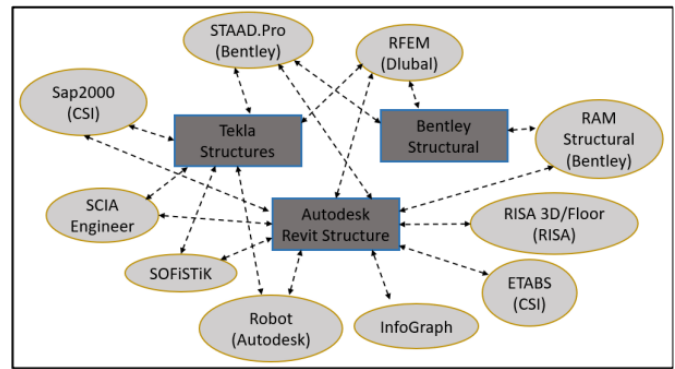 STAAD.Pro
(Bentley)
RFEM
(Dlubal)
Sap2000
(CSI)
Tekla
Structures
Bentley
Structural
RAM
Structural
(Bentley)
SCIA
Engineer
Autodesk
Revit Structure
RISA 3D/Floor
(RISA)
SOFiSTiK
ETABS
(CSI)
Robot
(Autodesk)
InfoGraph